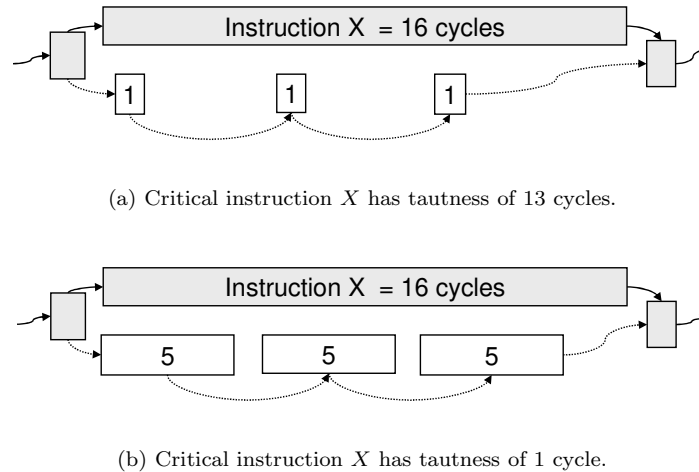 Instruction X = 16 cycles
1 1 1
(a) Critical instruction X has tautness of 13 cycles.
Instruction X = 16 cycles
5 5 5
(b) Critical instruction X has tautness of 1 cycle.